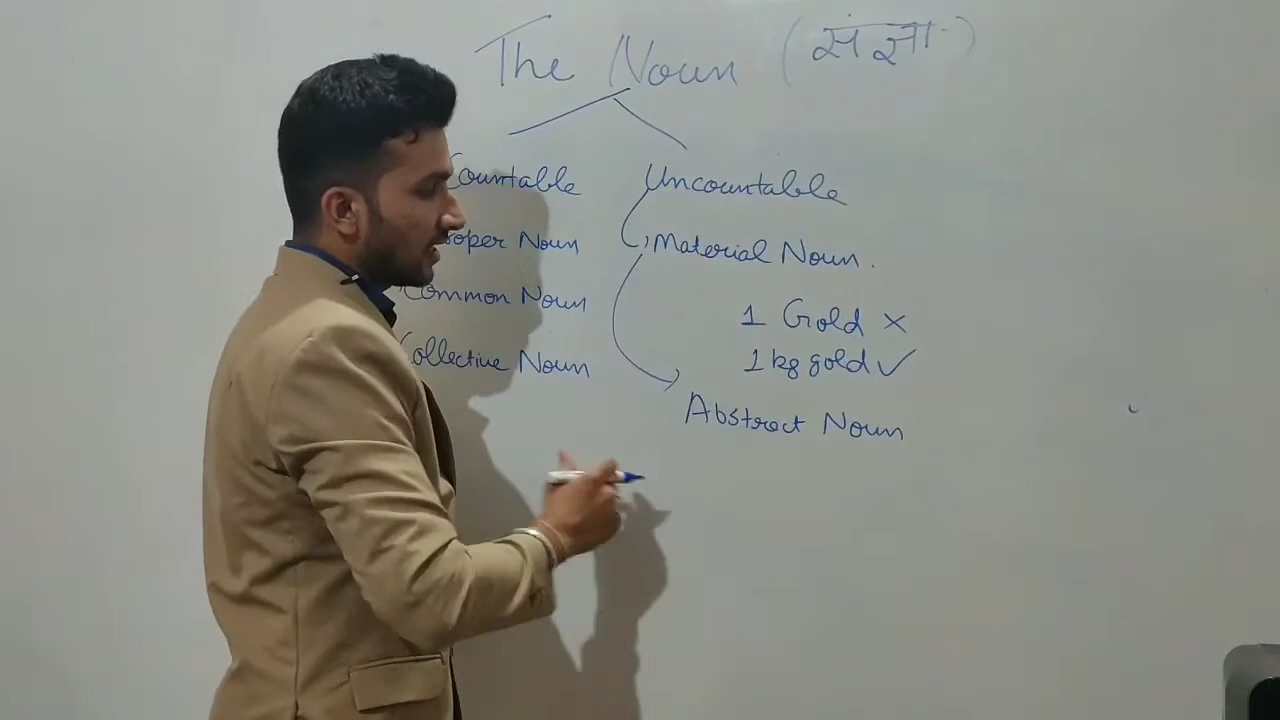 The Noun (संज्ञा)
Countable
Uncountable
Proper Noun
Material Noun.
Common Noun
1 Gold ×
Collective Noun
1 kg gold ✓
Abstract Noun